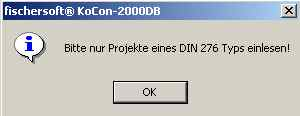 fischersoft® KoCon-2000DB
Bitte nur Projekte eines DIN 276 Typs einlesen!
OK